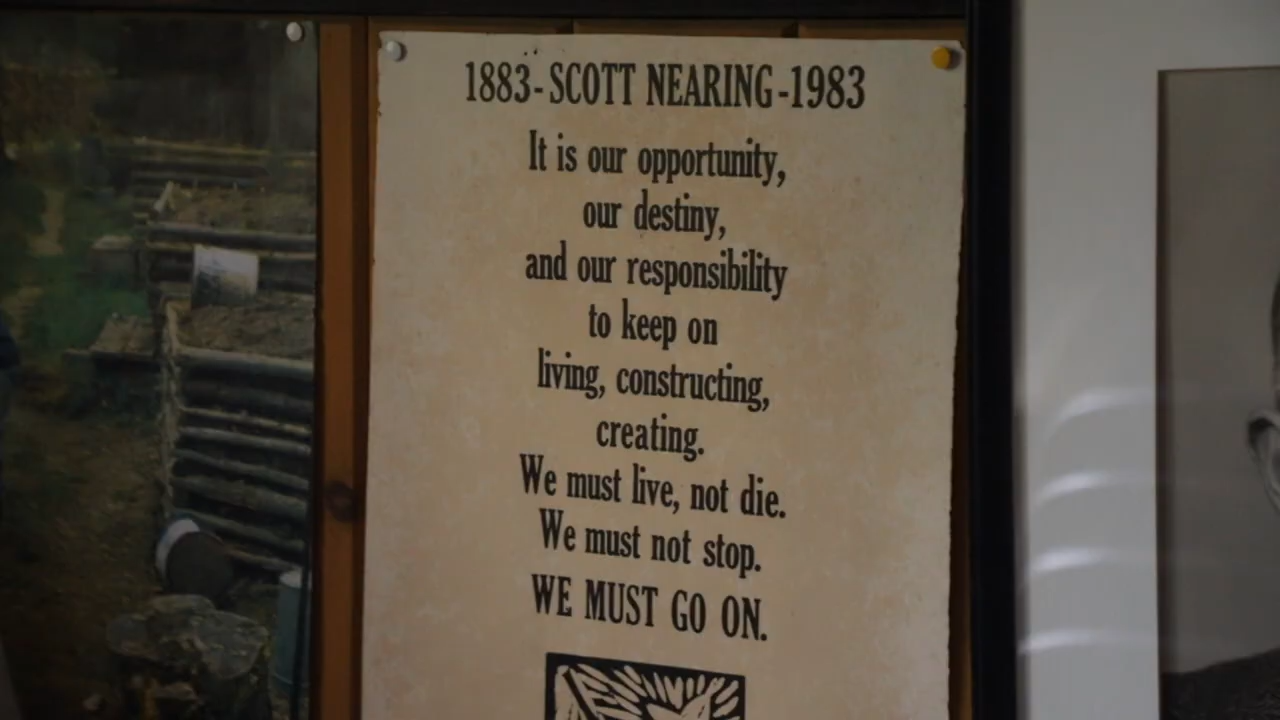 1883-SCOTT NEARING-1983
It is our opportunity,
our destiny,
and our responsibility
to keep on
living, constructing,
creating.
We must live, not die.
We must not stop.
WE MUST GO ON.